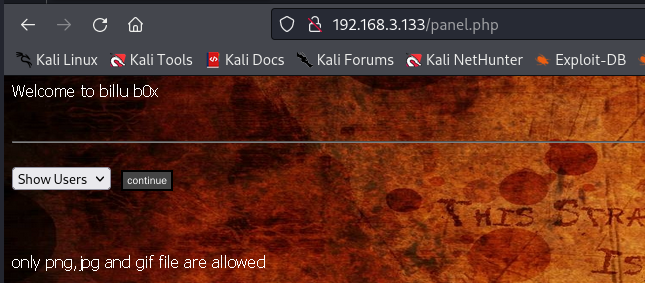 192.168.3.133/panel.php
Kali Linux Kali Tools Kali Docs Kali Forums Kali NetHunter Exploit-DB
Welcome to billu b0x
Show Users continue
THIS STRA
IS
only png,jpg and gif file are allowed